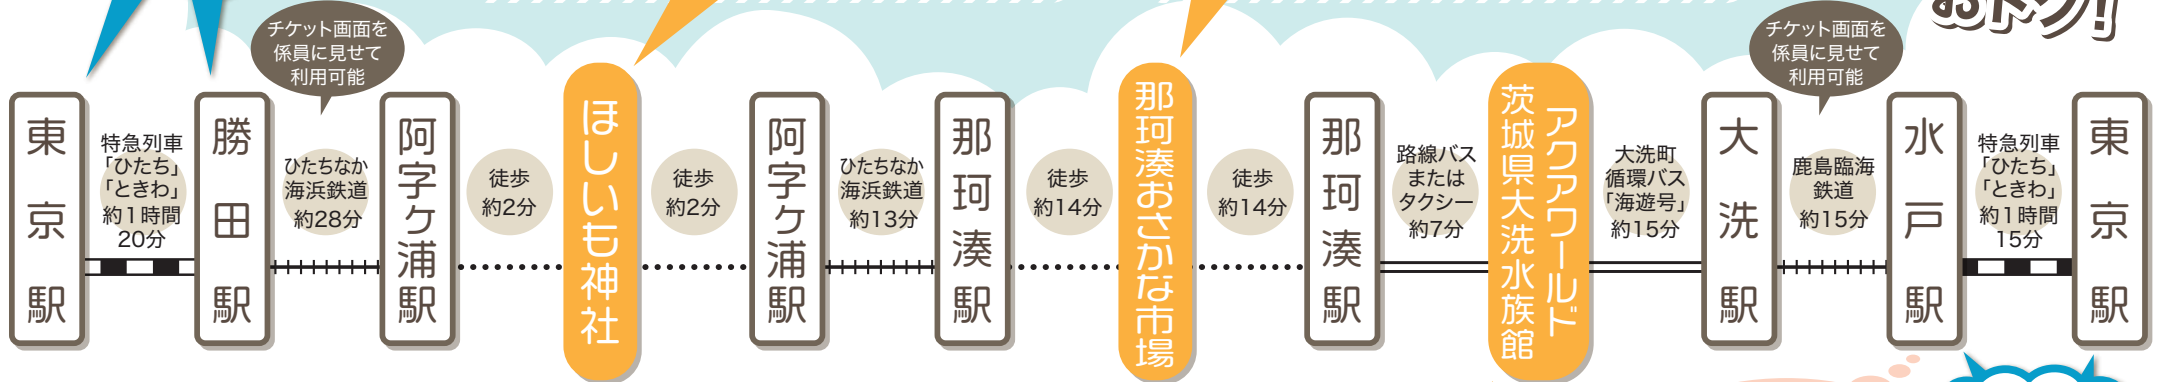 おトク!
チケット画面を
係員に見せて
利用可能
チケット画面を
係員に見せて
利用可能
東京駅
特急列車
「ひたち」
「ときわ」
約1時間
20分
勝田駅
ひたちなか
海浜鉄道
約28分
阿字ケ浦駅
徒歩
約2分
ほしいも神社
徒歩
約2分
阿字ケ浦駅
ひたちなか
海浜鉄道
約13分
那珂湊駅
徒歩
約14分
那珂湊おさかな市場
徒歩
約14分
那珂湊駅
路線バス
または
タクシー
約7分
アクアワールド
茨城県大洗水族館
大洗町
循環バス
「海遊号」
約15分
大洗駅
鹿島臨海
鉄道
約15分
水戸駅
特急列車
「ひたち」
「ときわ」
約1時間
15分
東京駅